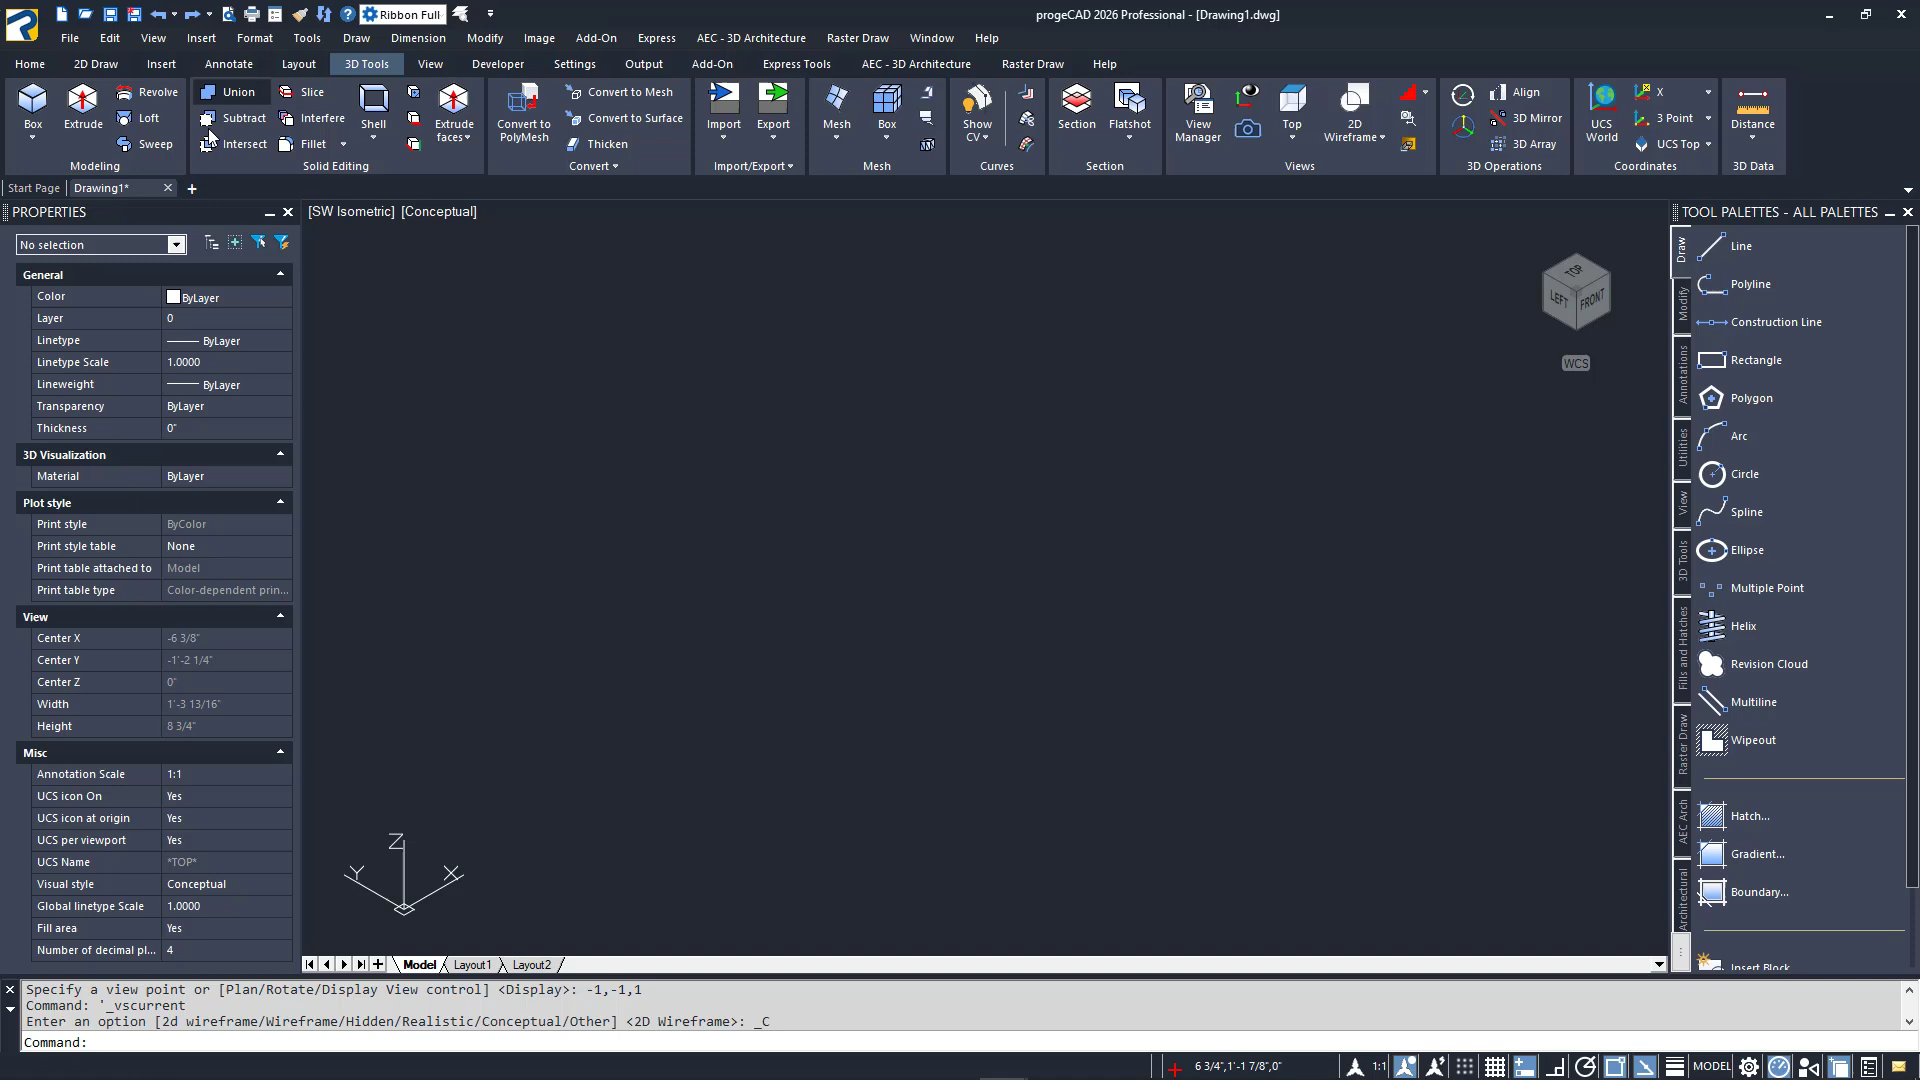 Ribbon Full
progeCAD 2026 Professional - [Drawing1.dwg]
File Edit View Insert Format Tools Draw Dimension Modify Image Add-On Express AEC - 3D Architecture Raster Draw Window Help
Home 2D Draw Insert Annotate Layout 3D Tools View Developer Settings Output Add-On Express Tools AEC - 3D Architecture Raster Draw Help
Box
Extrude
Revolve
Loft
Sweep
Modeling
Union
Subtract
Intersect
Slice
Interfere
Fillet
Shell
Extrude
faces
Solid Editing
Convert to
PolyMesh
Convert to Mesh
Convert to Surface
Thicken
Convert
Import
Export
Import/Export
Mesh
Box
Mesh
Show
CV
Curves
Section
Flatshot
Section
View
Manager
Top
2D
Wireframe
Views
Align
3D Mirror
3D Array
3D Operations
UCS
World
X
3 Point
UCS Top
Coordinates
Distance
3D Data
Start Page Drawing1*
PROPERTIES
No selection
General
Color ByLayer
Layer 0
Linetype ByLayer
Linetype Scale 1.0000
Lineweight ByLayer
Transparency ByLayer
Thickness 0"
3D Visualization
Material ByLayer
Plot style
Print style ByColor
Print style table None
Print table attached to Model
Print table type Color-dependent prin...
View
Center X -6 3/8"
Center Y -1'-2 1/4"
Center Z 0"
Width 1'-3 13/16"
Height 8 3/4"
Misc
Annotation Scale 1:1
UCS icon On Yes
UCS icon at origin Yes
UCS per viewport Yes
UCS Name *TOP*
Visual style Conceptual
Global linetype Scale 1.0000
Fill area Yes
Number of decimal pl... 4
[SW Isometric] [Conceptual]
TOP
LEFT FRONT
WCS
Z
Y X
Model Layout1 Layout2
TOOL PALETTES - ALL PALETTES
Draw
Modify
Annotations
Utilities
View
3D Tools
Fills and Hatches
Raster Draw
AEC Arch
Architectural
Line
Polyline
Construction Line
Rectangle
Polygon
Arc
Circle
Spline
Ellipse
Multiple Point
Helix
Revision Cloud
Multiline
Wipeout
Hatch...
Gradient...
Boundary...
Insert Block
Specify a view point or [Plan/Rotate/Display View control] <Display>: -1,-1,1
Command: '_vscurrent
Enter an option [2d wireframe/Wireframe/Hidden/Realistic/Conceptual/Other] <2D Wireframe>: _C
Command:
6 3/4",1'-1 7/8",0"
1:1
MODEL